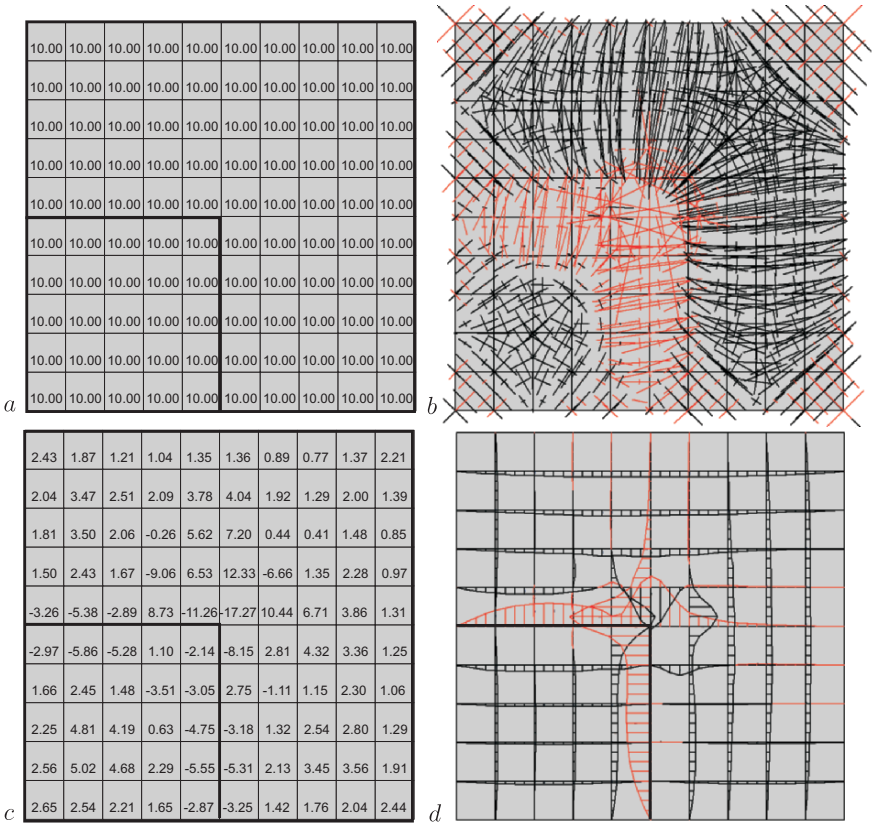 10.00 10.00 10.00 10.00 10.00 10.00 10.00 10.00 10.00 10.00
10.00 10.00 10.00 10.00 10.00 10.00 10.00 10.00 10.00 10.00
10.00 10.00 10.00 10.00 10.00 10.00 10.00 10.00 10.00 10.00
10.00 10.00 10.00 10.00 10.00 10.00 10.00 10.00 10.00 10.00
10.00 10.00 10.00 10.00 10.00 10.00 10.00 10.00 10.00 10.00
10.00 10.00 10.00 10.00 10.00 10.00 10.00 10.00 10.00 10.00
10.00 10.00 10.00 10.00 10.00 10.00 10.00 10.00 10.00 10.00
10.00 10.00 10.00 10.00 10.00 10.00 10.00 10.00 10.00 10.00
10.00 10.00 10.00 10.00 10.00 10.00 10.00 10.00 10.00 10.00
10.00 10.00 10.00 10.00 10.00 10.00 10.00 10.00 10.00 10.00
a
b
2.43 1.87 1.21 1.04 1.35 1.36 0.89 0.77 1.37 2.21
2.04 3.47 2.51 2.09 3.78 4.04 1.92 1.29 2.00 1.39
1.81 3.50 2.06 -0.26 5.62 7.20 0.44 0.41 1.48 0.85
1.50 2.43 1.67 -9.06 6.53 12.33 -6.66 1.35 2.28 0.97
-3.26 -5.38 -2.89 8.73 -11.26 -17.27 10.44 6.71 3.86 1.31
-2.97 -5.86 -5.28 1.10 -2.14 -8.15 2.81 4.32 3.36 1.25
1.66 2.45 1.48 -3.51 -3.05 2.75 -1.11 1.15 2.30 1.06
2.25 4.81 4.19 0.63 -4.75 -3.18 1.32 2.54 2.80 1.29
2.56 5.02 4.68 2.29 -5.55 -5.31 2.13 3.45 3.56 1.91
2.65 2.54 2.21 1.65 -2.87 -3.25 1.42 1.76 2.04 2.44
c
d